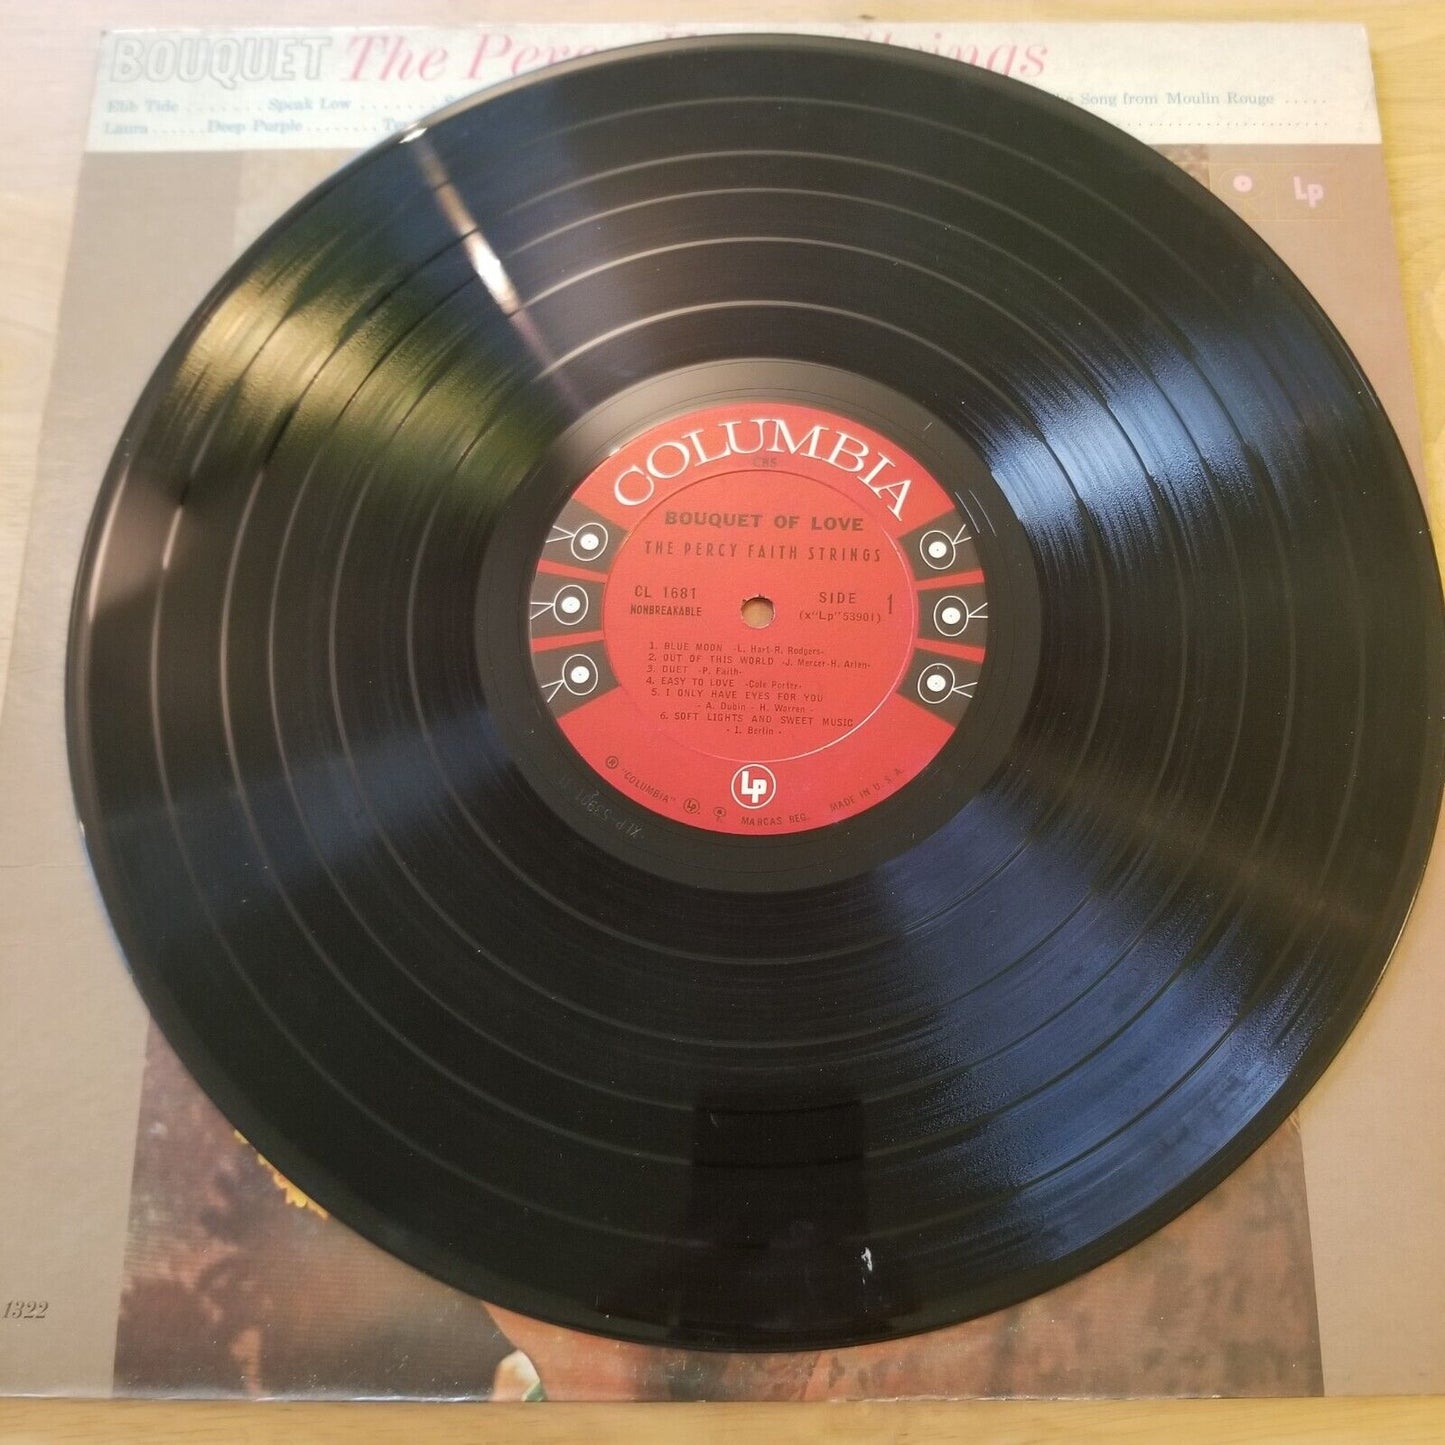 BOUQUET The Percy
Ebb Tide ........ Speak Low ........ Song from Moulin Rouge .....
Laura ...... Deep Purple ........
Lp
COLUMBIA
CBS
BOUQUET OF LOVE
THE PERCY FAITH STRINGS
CL 1681 SIDE 1
NONBREAKABLE (x"Lp"53901)
1. BLUE MOON -L. Hart-R. Rodgers-
2. OUT OF THIS WORLD -J. Mercer-H. Arlen-
3. DUET -P. Faith-
4. EASY TO LOVE -Cole Porter-
5. I ONLY HAVE EYES FOR YOU
- A. Dubin - H. Warren -
6. SOFT LIGHTS AND SWEET MUSIC
- I. Berlin -
Lp
® "COLUMBIA" Lp. MARCAS REG. MADE IN U. S. A.
1322